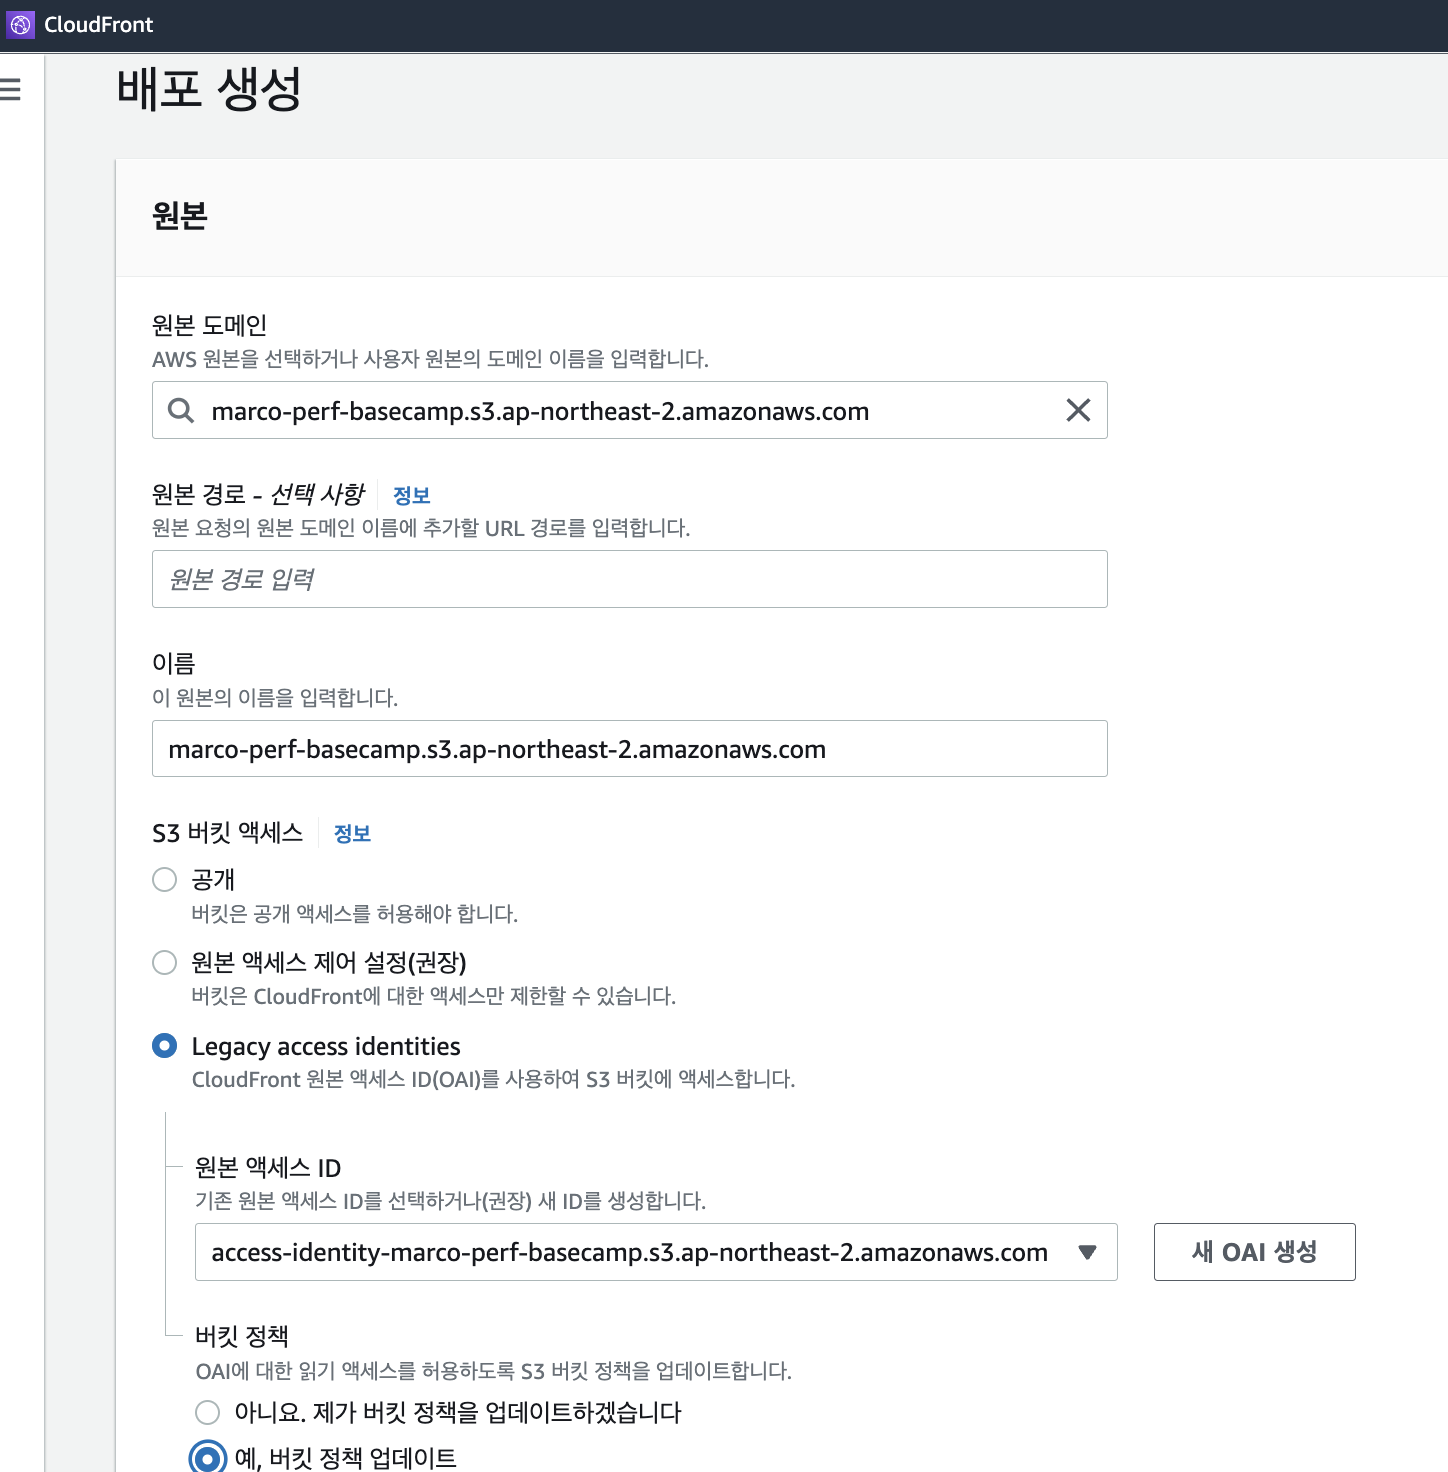 CloudFront
배포 생성
원본
원본 도메인
AWS 원본을 선택하거나 사용자 원본의 도메인 이름을 입력합니다.
marco-perf-basecamp.s3.ap-northeast-2.amazonaws.com
원본 경로 - 선택 사항 정보
원본 요청의 원본 도메인 이름에 추가할 URL 경로를 입력합니다.
원본 경로 입력
이름
이 원본의 이름을 입력합니다.
marco-perf-basecamp.s3.ap-northeast-2.amazonaws.com
S3 버킷 액세스 정보
공개
버킷은 공개 액세스를 허용해야 합니다.
원본 액세스 제어 설정(권장)
버킷은 CloudFront에 대한 액세스만 제한할 수 있습니다.
Legacy access identities
CloudFront 원본 액세스 ID(OAI)를 사용하여 S3 버킷에 액세스합니다.
원본 액세스 ID
기존 원본 액세스 ID를 선택하거나(권장) 새 ID를 생성합니다.
access-identity-marco-perf-basecamp.s3.ap-northeast-2.amazonaws.com 새 OAI 생성
버킷 정책
OAI에 대한 읽기 액세스를 허용하도록 S3 버킷 정책을 업데이트합니다.
아니요. 제가 버킷 정책을 업데이트하겠습니다
예, 버킷 정책 업데이트